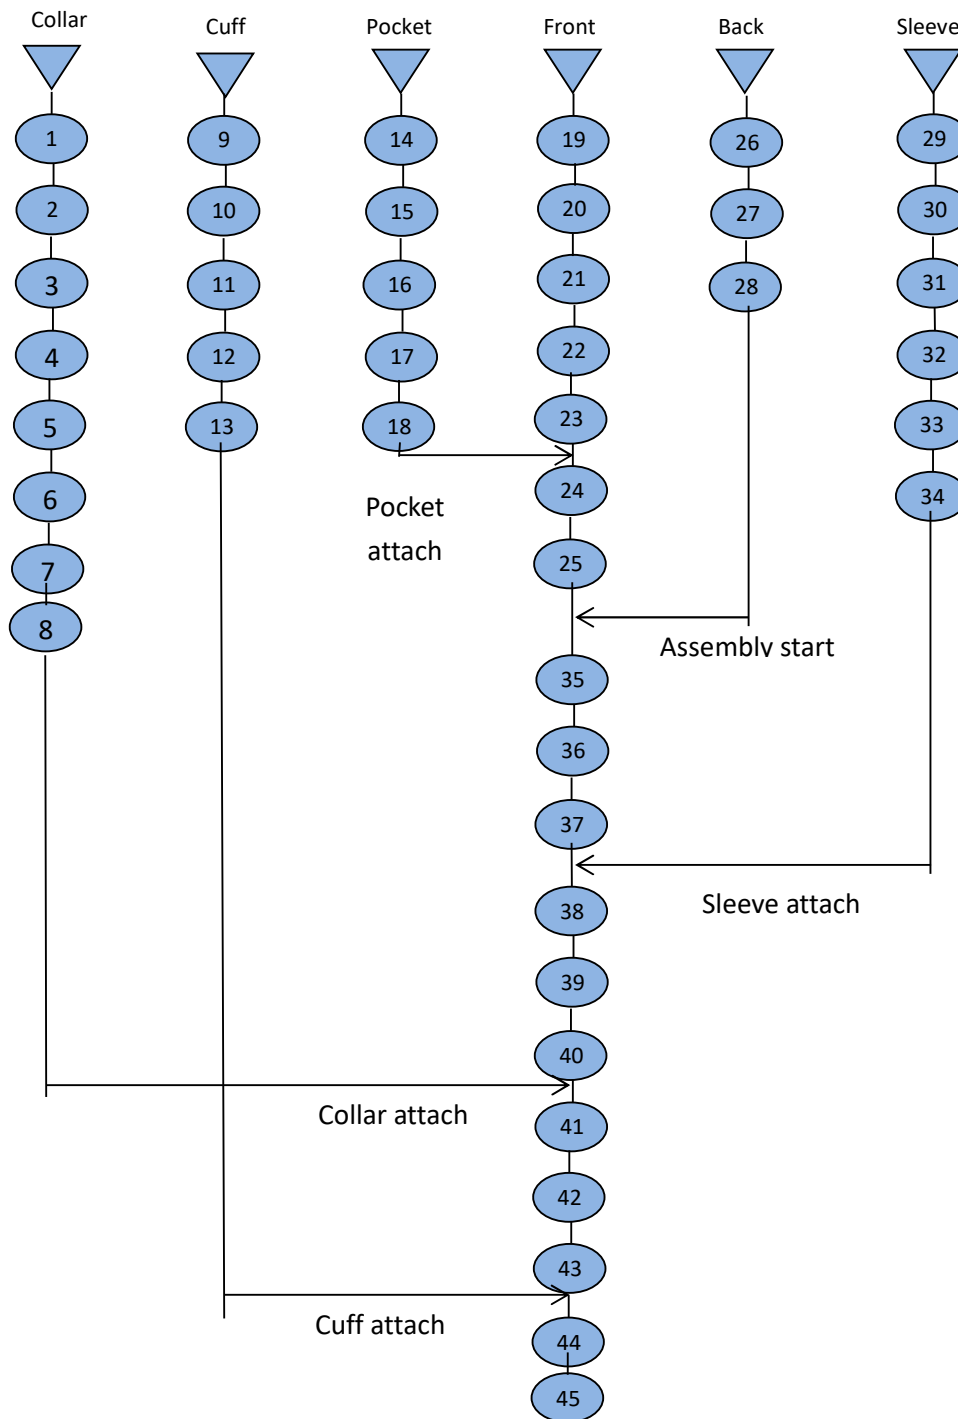 Collar Cuff Pocket Front Back Sleeve
1 9 14 19 26 29
2 10 15 20 27 30
3 11 16 21 28 31
4 12 17 22 32
5 13 18 23 33
6 24 34
Pocket
attach
7 25
8
Assembly start
35
36
37
Sleeve attach
38
39
40
Collar attach
41
42
43
Cuff attach
44
45